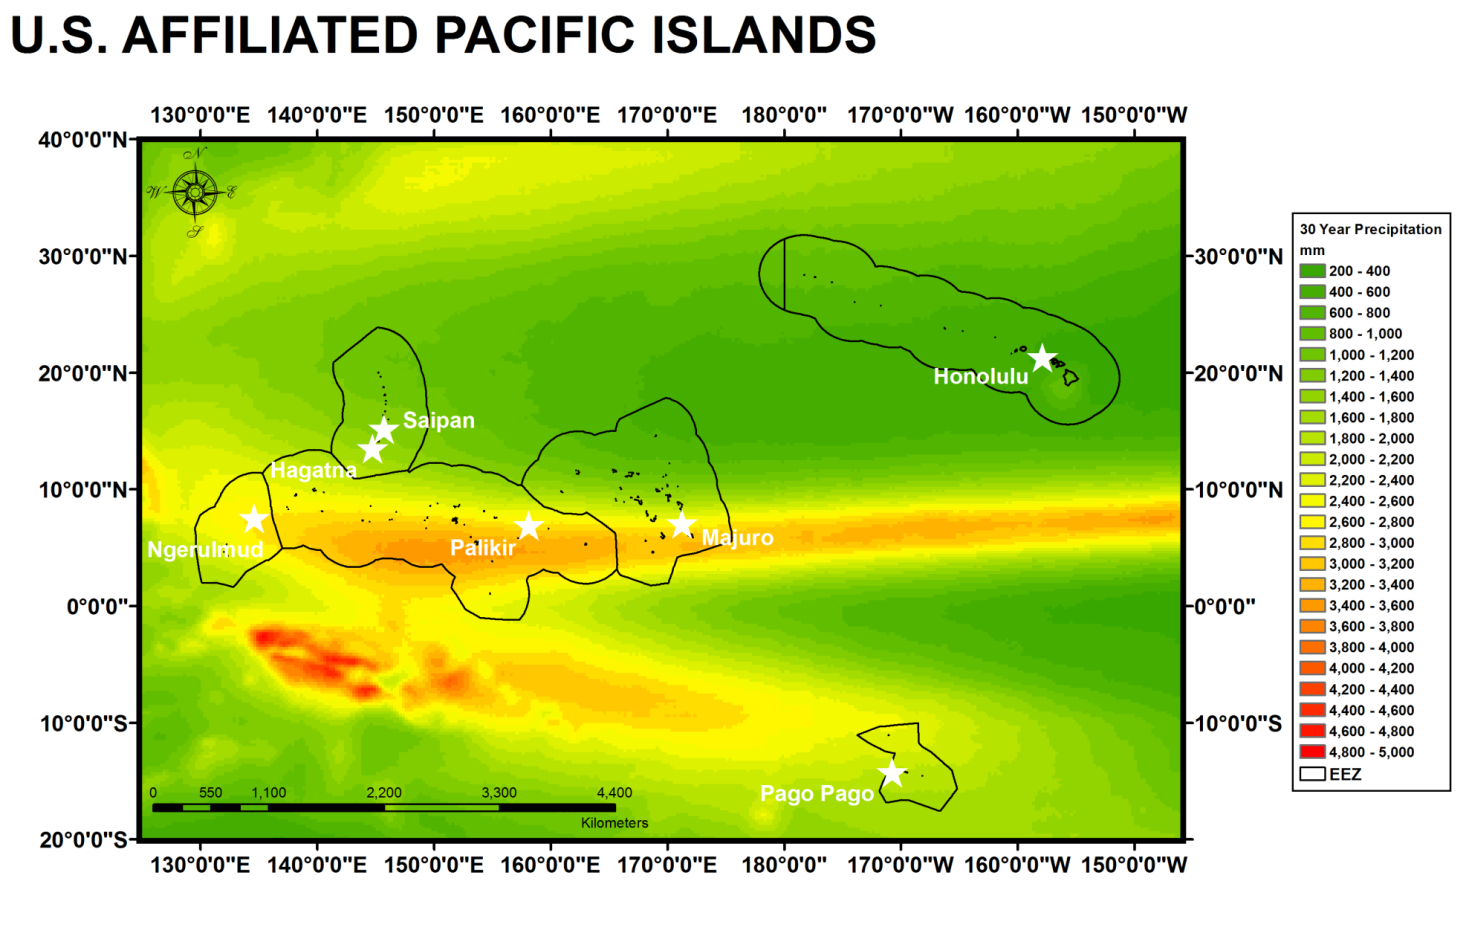 U.S. AFFILIATED PACIFIC ISLANDS
130°0'0"E 140°0'0"E 150°0'0"E 160°0'0"E 170°0'0"E 180°0'0" 170°0'0"W 160°0'0"W 150°0'0"W
40°0'0"N
N
W E
S
30°0'0"N 30°0'0"N
20°0'0"N 20°0'0"N
Honolulu
Saipan
Hagatna
10°0'0"N 10°0'0"N
Majuro
Palikir
Ngerulmud
0°0'0" 0°0'0"
10°0'0"S 10°0'0"S
Pago Pago
0 550 1,100 2,200 3,300 4,400
Kilometers
20°0'0"S
130°0'0"E 140°0'0"E 150°0'0"E 160°0'0"E 170°0'0"E 180°0'0" 170°0'0"W 160°0'0"W 150°0'0"W
30 Year Precipitation
mm
200 - 400
400 - 600
600 - 800
800 - 1,000
1,000 - 1,200
1,200 - 1,400
1,400 - 1,600
1,600 - 1,800
1,800 - 2,000
2,000 - 2,200
2,200 - 2,400
2,400 - 2,600
2,600 - 2,800
2,800 - 3,000
3,000 - 3,200
3,200 - 3,400
3,400 - 3,600
3,600 - 3,800
3,800 - 4,000
4,000 - 4,200
4,200 - 4,400
4,400 - 4,600
4,600 - 4,800
4,800 - 5,000
EEZ